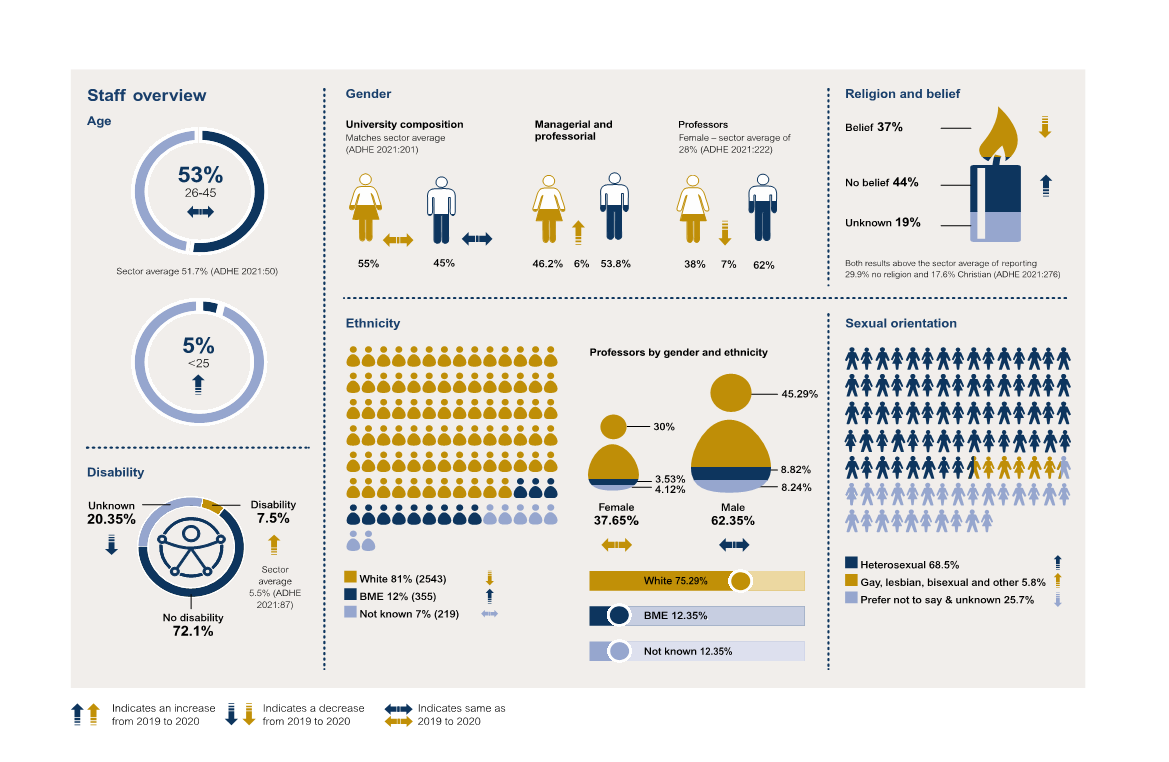 Staff overview
Age
53%
26-45
Sector average 51.7% (ADHE 2021:50)
5%
<25
Disability
Unknown
20.35%
Disability
7.5%
Sector
average
5.5% (ADHE
2021:87)
No disability
72.1%
Gender
University composition
Matches sector average
(ADHE 2021:201)
55%
45%
Managerial and
professorial
46.2%
6%
53.8%
Professors
Female – sector average of
28% (ADHE 2021:222)
38%
7%
62%
Religion and belief
Belief 37%
No belief 44%
Unknown 19%
Both results above the sector average of reporting
29.9% no religion and 17.6% Christian (ADHE 2021:276)
Ethnicity
White 81% (2543)
BME 12% (355)
Not known 7% (219)
Professors by gender and ethnicity
30%
3.53%
4.12%
Female
37.65%
45.29%
8.82%
8.24%
Male
62.35%
White 75.29%
BME 12.35%
Not known 12.35%
Sexual orientation
Heterosexual 68.5%
Gay, lesbian, bisexual and other 5.8%
Prefer not to say & unknown 25.7%
Indicates an increase
from 2019 to 2020
Indicates a decrease
from 2019 to 2020
Indicates same as
2019 to 2020